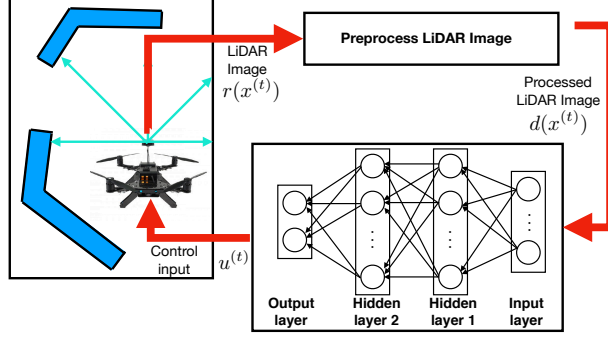 LiDAR
Image
r(x^{(t)})
Preprocess LiDAR Image
Processed
LiDAR Image
d(x^{(t)})
Control
input
u^{(t)}
Output
layer
Hidden
layer 2
Hidden
layer 1
Input
layer